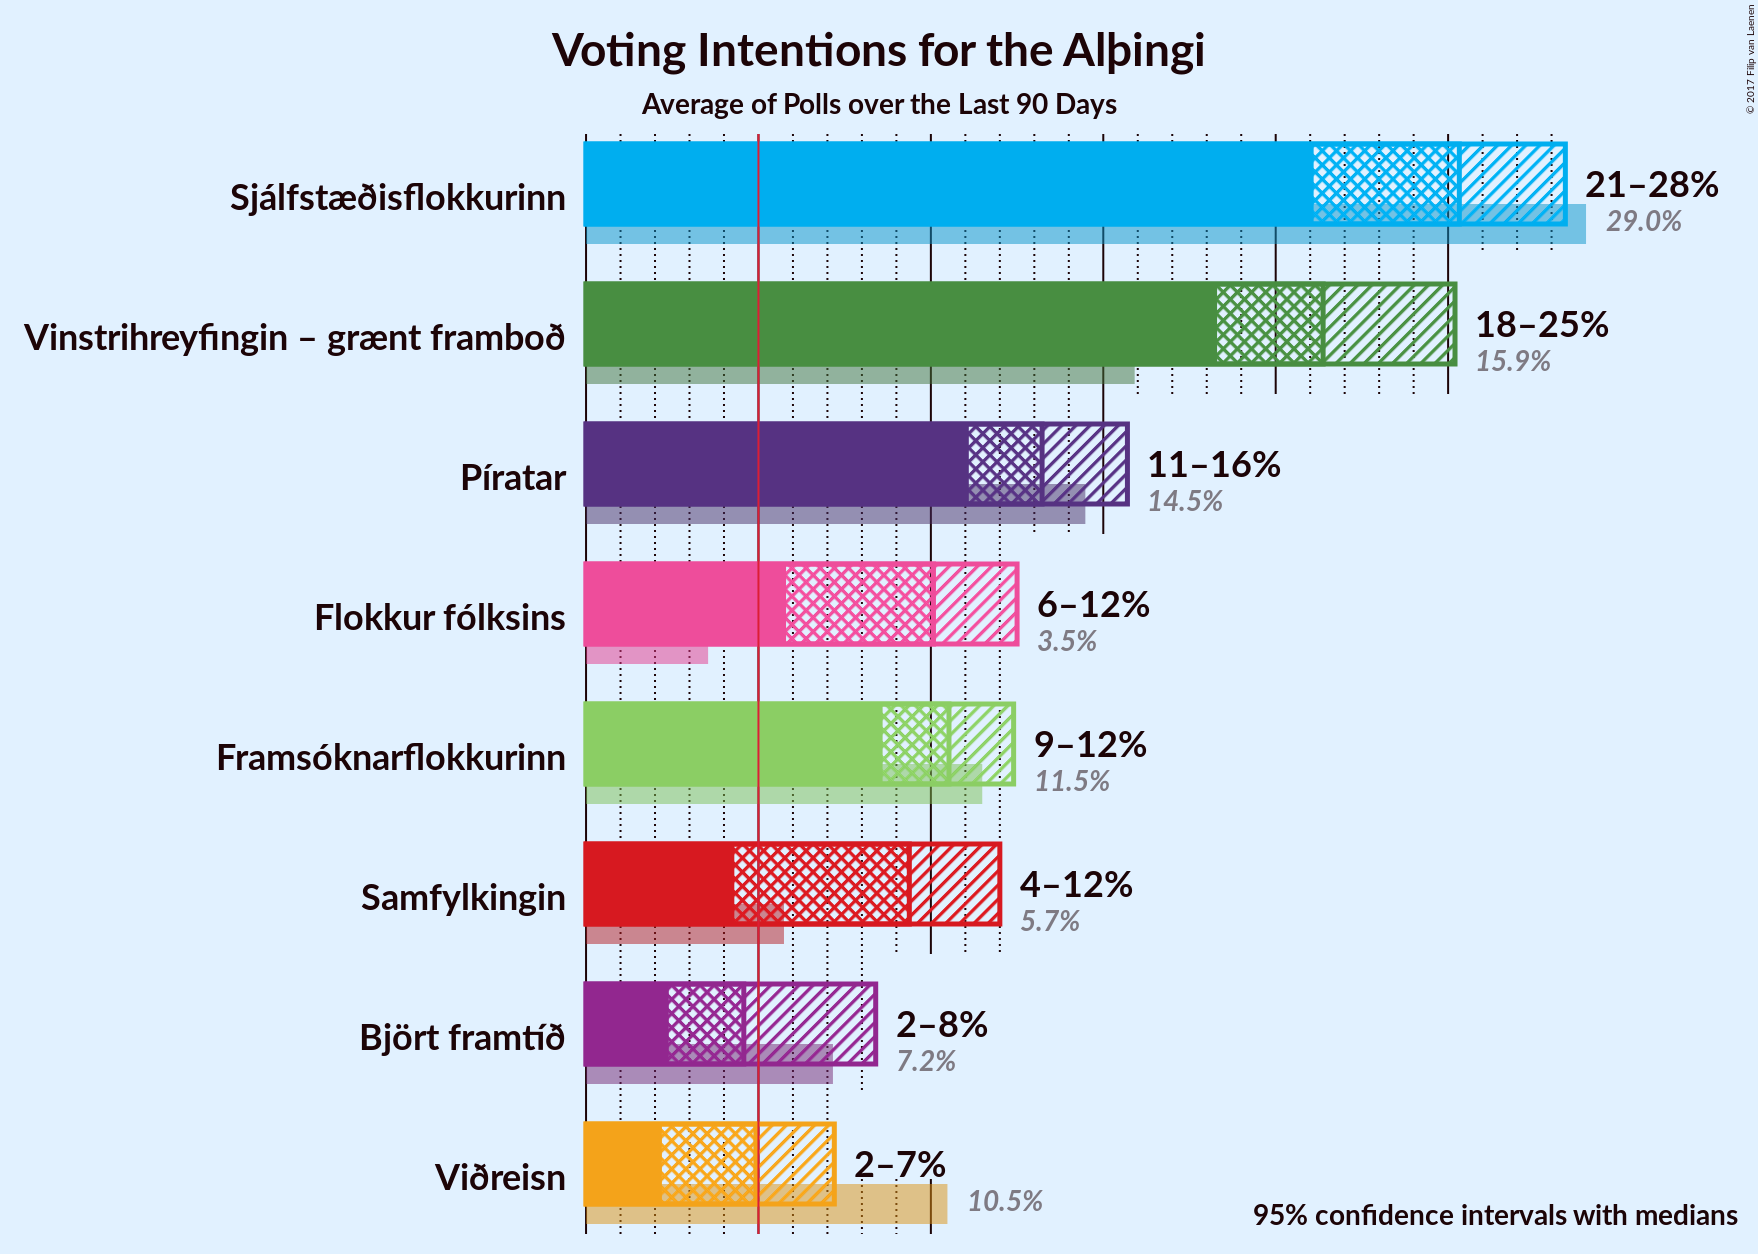 Voting Intentions for the Alþingi
Average of Polls over the Last 90 Days
© 2017 Filip van Laenen
Sjálfstæðisflokkurinn
21–28%
29.0%
Vinstrihreyfingin – grænt framboð
18–25%
15.9%
Píratar
11–16%
14.5%
Flokkur fólksins
6–12%
3.5%
Framsóknarflokkurinn
9–12%
11.5%
Samfylkingin
4–12%
5.7%
Björt framtíð
2–8%
7.2%
Viðreisn
2–7%
10.5%
95% confidence intervals with medians